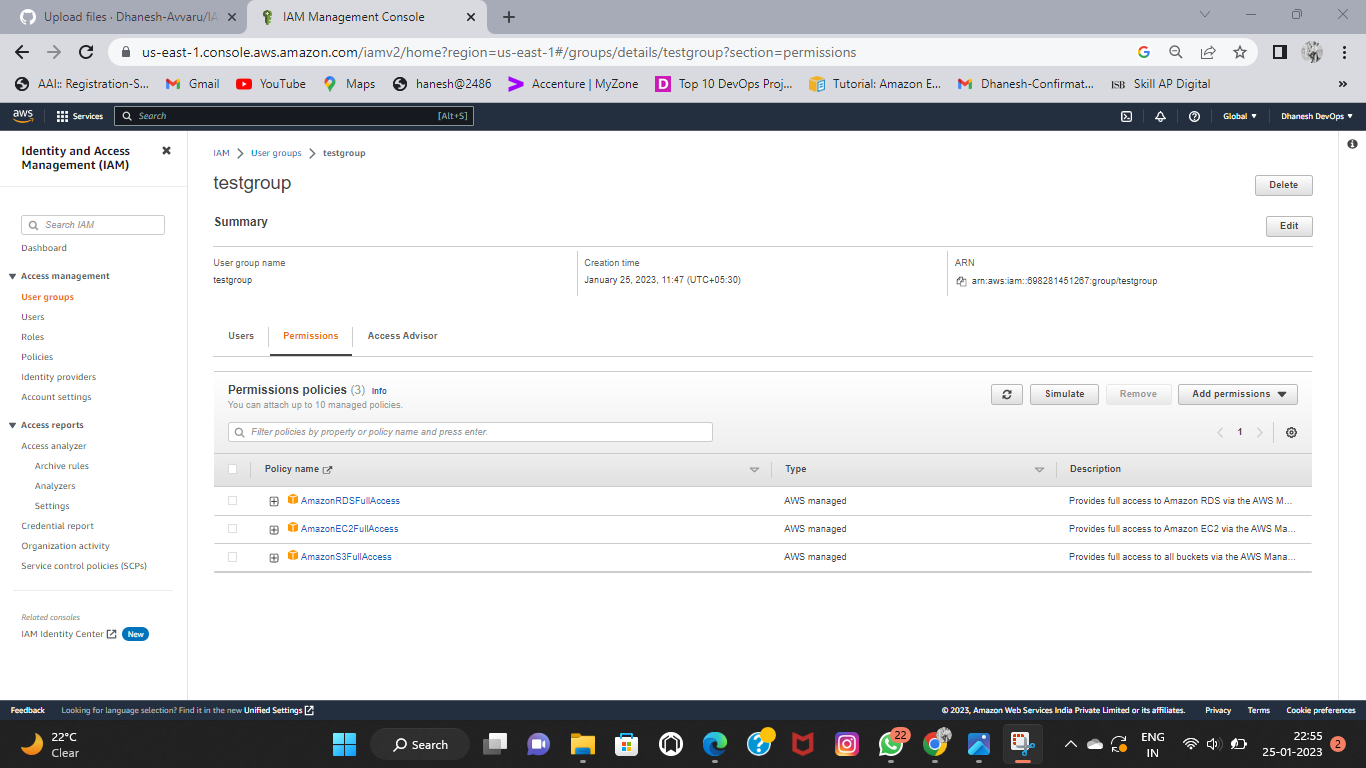 Upload files · Dhanesh-Avvaru/IA
IAM Management Console
us-east-1.console.aws.amazon.com/iamv2/home?region=us-east-1#/groups/details/testgroup?section=permissions
AAI:: Registration-S...
Gmail
YouTube
Maps
hanesh@2486
Accenture | MyZone
Top 10 DevOps Proj...
Tutorial: Amazon E...
Dhanesh-Confirmat...
ISB Skill AP Digital
»
aws
Services
Search
[Alt+S]
Global
Dhanesh DevOps
Identity and Access
Management (IAM)
Search IAM
Dashboard
Access management
User groups
Users
Roles
Policies
Identity providers
Account settings
Access reports
Access analyzer
Archive rules
Analyzers
Settings
Credential report
Organization activity
Service control policies (SCPs)
Related consoles
IAM Identity Center New
IAM > User groups > testgroup
testgroup
Delete
Summary
Edit
User group name
testgroup
Creation time
January 25, 2023, 11:47 (UTC+05:30)
ARN
arn:aws:iam::698281451267:group/testgroup
Users
Permissions
Access Advisor
Permissions policies (3) Info
You can attach up to 10 managed policies.
Simulate
Remove
Add permissions
Filter policies by property or policy name and press enter.
1
Policy name
Type
Description
AmazonRDSFullAccess AWS managed Provides full access to Amazon RDS via the AWS M...
AmazonEC2FullAccess AWS managed Provides full access to Amazon EC2 via the AWS Ma...
AmazonS3FullAccess AWS managed Provides full access to all buckets via the AWS Mana...
Feedback
Looking for language selection? Find it in the new Unified Settings
© 2023, Amazon Web Services India Private Limited or its affiliates.
Privacy
Terms
Cookie preferences
22°C
Clear
Search
22
ENG
IN
22:55
25-01-2023
2